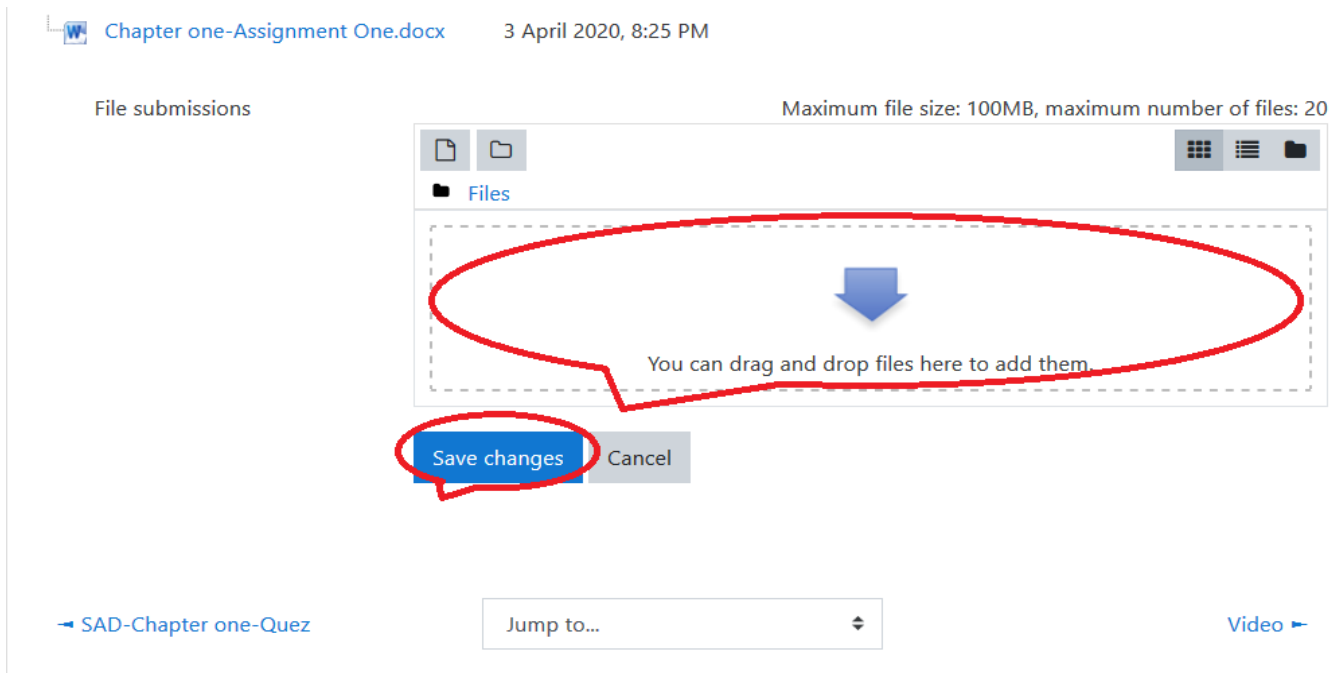 Chapter one-Assignment One.docx 3 April 2020, 8:25 PM
File submissions Maximum file size: 100MB, maximum number of files: 20
Files
You can drag and drop files here to add them.
Save changes Cancel
SAD-Chapter one-Quez Jump to... Video